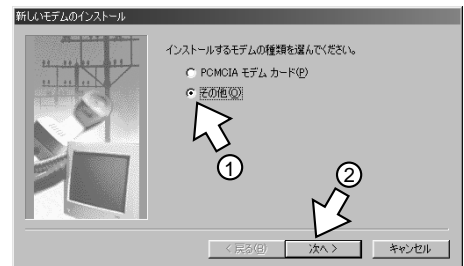 新しいモデムのインストール
インストールするモデムの種類を選んでください。
PCMCIA モデム カード(P)
その他(O)
①
②
< 戻る(B)
次へ >
キャンセル